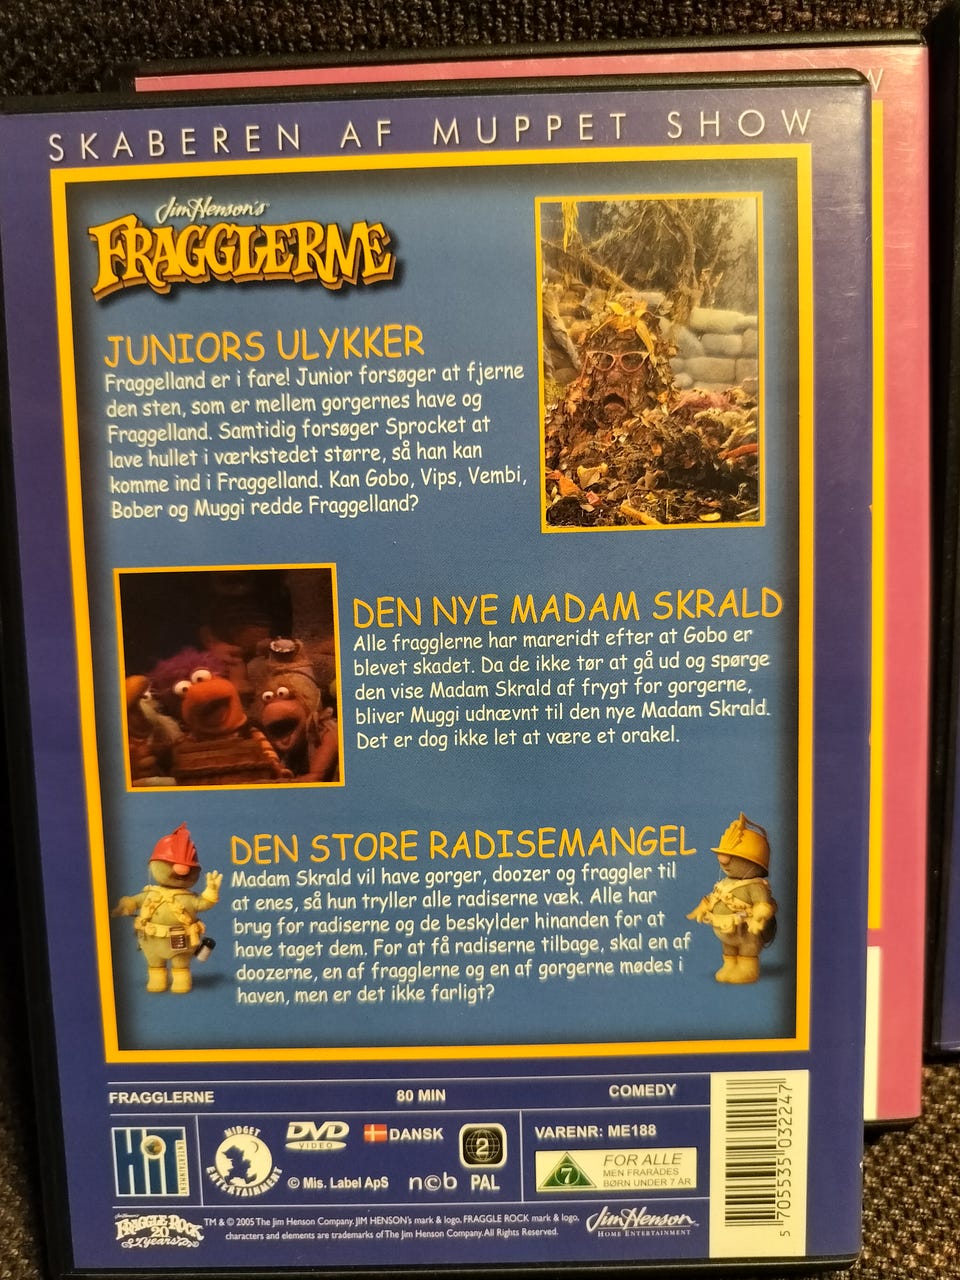 W
SKABEREN AF MUPPET SHOW
Jim Henson's
FRAGGLERNE
JUNIORS ULYKKER
Fraggelland er i fare! Junior forsøger at fjerne
den sten, som er mellem gorgernes have og
Fraggelland. Samtidig forsøger Sprocket at
lave hullet i værkstedet større, så han kan
komme ind i Fraggelland. Kan Gobo, Vips, Vembi,
Bober og Muggi redde Fraggelland?
DEN NYE MADAM SKRALD
Alle fragglerne har mareridt efter at Gobo er
blevet skadet. Da de ikke tør at gå ud og spørge
den vise Madam Skrald af frygt for gorgerne,
bliver Muggi udnævnt til den nye Madam Skrald.
Det er dog ikke let at være et orakel.
DEN STORE RADISEMANGEL
Madam Skrald vil have gorger, doozer og fraggler til
at enes, så hun tryller alle radiserne væk. Alle har
brug for radiserne og de beskylder hinanden for at
have taget dem. For at få radiserne tilbage, skal en af
doozerne, en af fragglerne og en af gorgerne mødes i
haven, men er det ikke farligt?
FRAGGLERNE 80 MIN COMEDY
Hit ENTERTAINMENT
MIDGET ENTERTAINMENT
DVD VIDEO
DANSK
2
© Mis. Label ApS ncb PAL
VARENR: ME188
7
FOR ALLE
MEN FRARÅDES
BØRN UNDER 7 ÅR
5 705535 032247
FRAGGLE ROCK
20
years
TM & © 2005 The Jim Henson Company. JIM HENSON's mark & logo, FRAGGLE ROCK mark & logo,
characters and elements are trademarks of The Jim Henson Company. All Rights Reserved.
Jim Henson
HOME ENTERTAINMENT